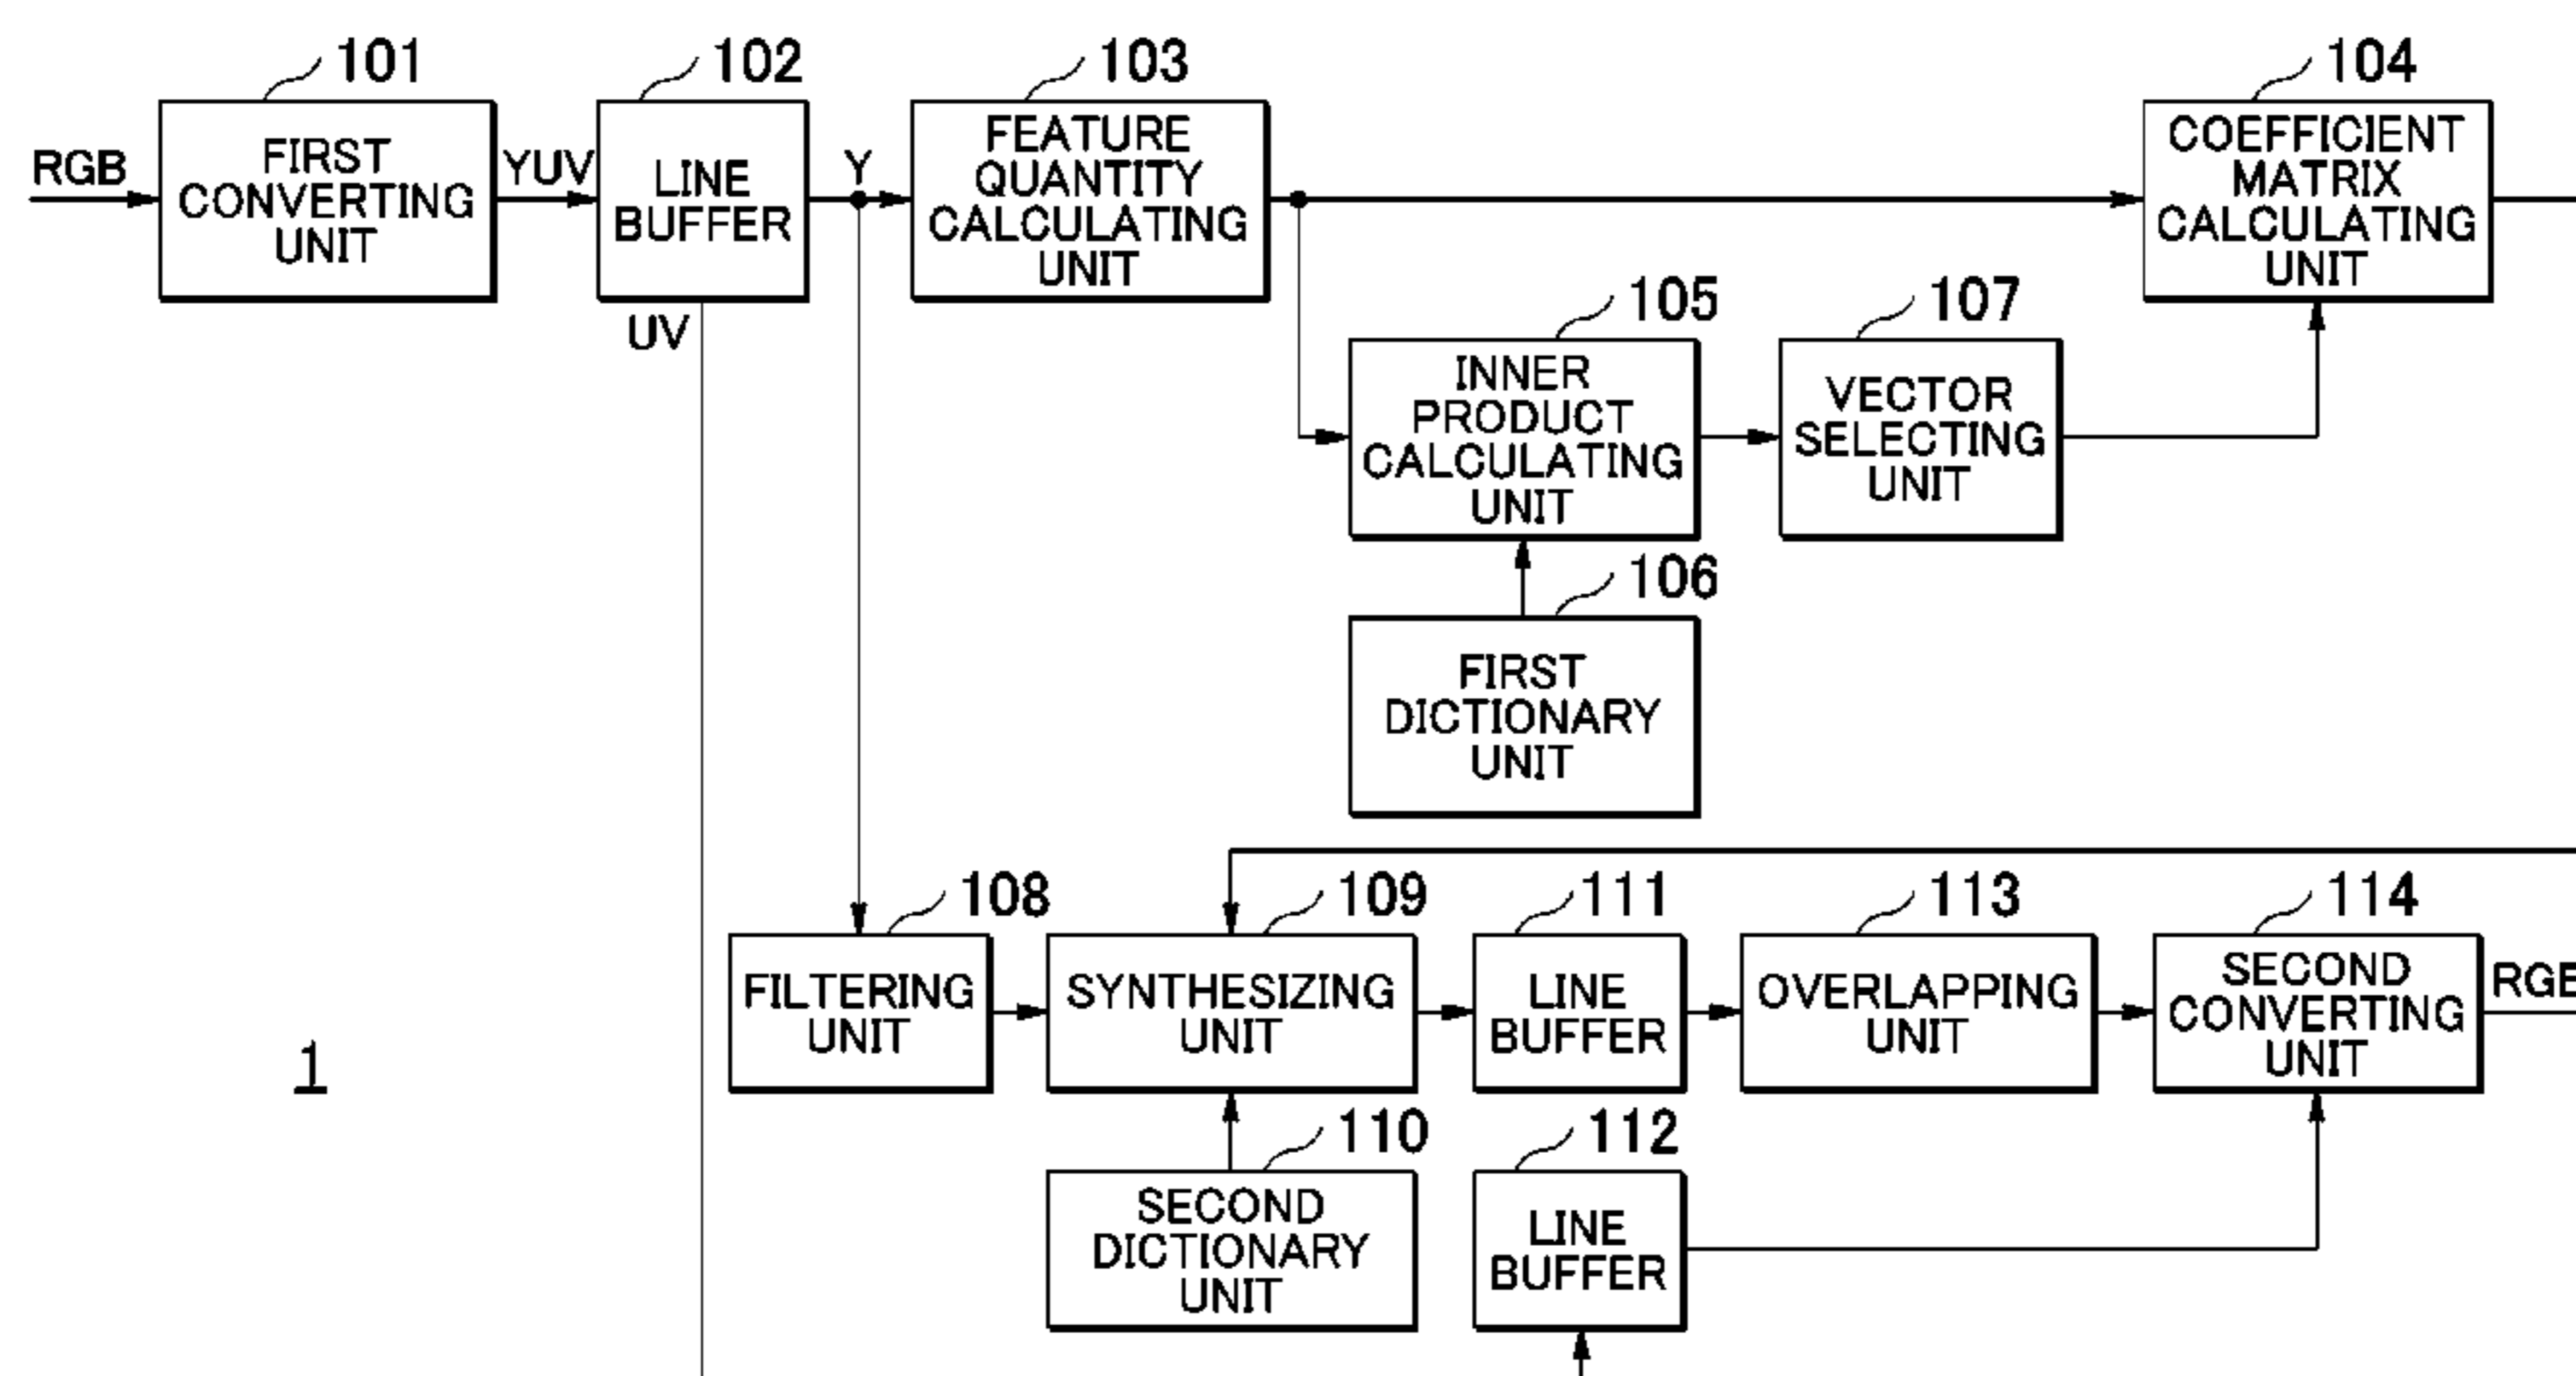 101
102
103
104
RGB
FIRST
CONVERTING
UNIT
YUV
LINE
BUFFER
Y
FEATURE
QUANTITY
CALCULATING
UNIT
COEFFICIENT
MATRIX
CALCULATING
UNIT
UV
105
107
INNER
PRODUCT
CALCULATING
UNIT
VECTOR
SELECTING
UNIT
106
FIRST
DICTIONARY
UNIT
108
109
111
113
114
FILTERING
UNIT
SYNTHESIZING
UNIT
LINE
BUFFER
OVERLAPPING
UNIT
SECOND
CONVERTING
UNIT
RGB
1
110
112
SECOND
DICTIONARY
UNIT
LINE
BUFFER